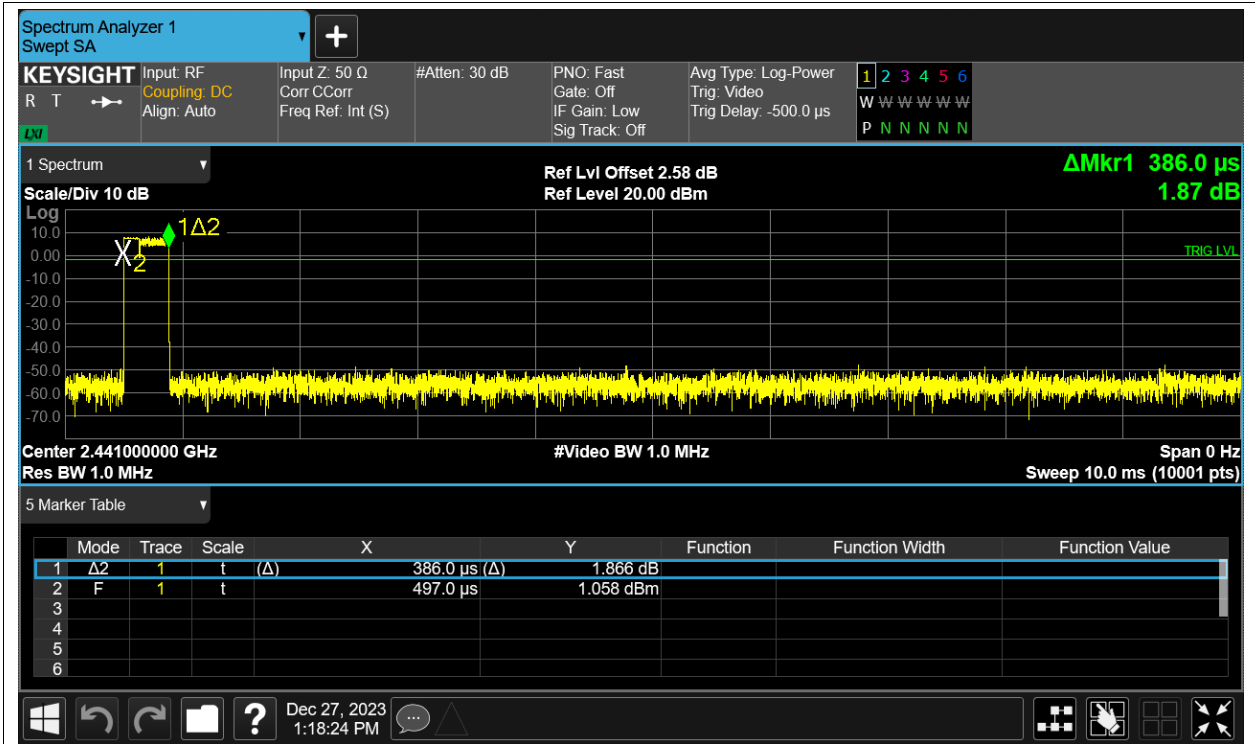 Spectrum Analyzer 1
Swept SA
KEYSIGHT
R T
LXI
Input: RF
Coupling: DC
Align: Auto
Input Z: 50 Ω
Corr CCorr
Freq Ref: Int (S)
#Atten: 30 dB
PNO: Fast
Gate: Off
IF Gain: Low
Sig Track: Off
Avg Type: Log-Power
Trig: Video
Trig Delay: -500.0 µs
1 2 3 4 5 6
W W W W W W
P N N N N N
1 Spectrum
Scale/Div 10 dB
Ref Lvl Offset 2.58 dB
Ref Level 20.00 dBm
ΔMkr1 386.0 µs
1.87 dB
Log
10.0
0.00
-10.0
-20.0
-30.0
-40.0
-50.0
-60.0
-70.0
1Δ2
X
2
TRIG LVL
Center 2.441000000 GHz
Res BW 1.0 MHz
#Video BW 1.0 MHz
Span 0 Hz
Sweep 10.0 ms (10001 pts)
5 Marker Table
Mode Trace Scale X Y Function Function Width Function Value
1 Δ2 1 t (Δ) 386.0 µs (Δ) 1.866 dB
2 F 1 t 497.0 µs 1.058 dBm
3
4
5
6
? Dec 27, 2023
1:18:24 PM